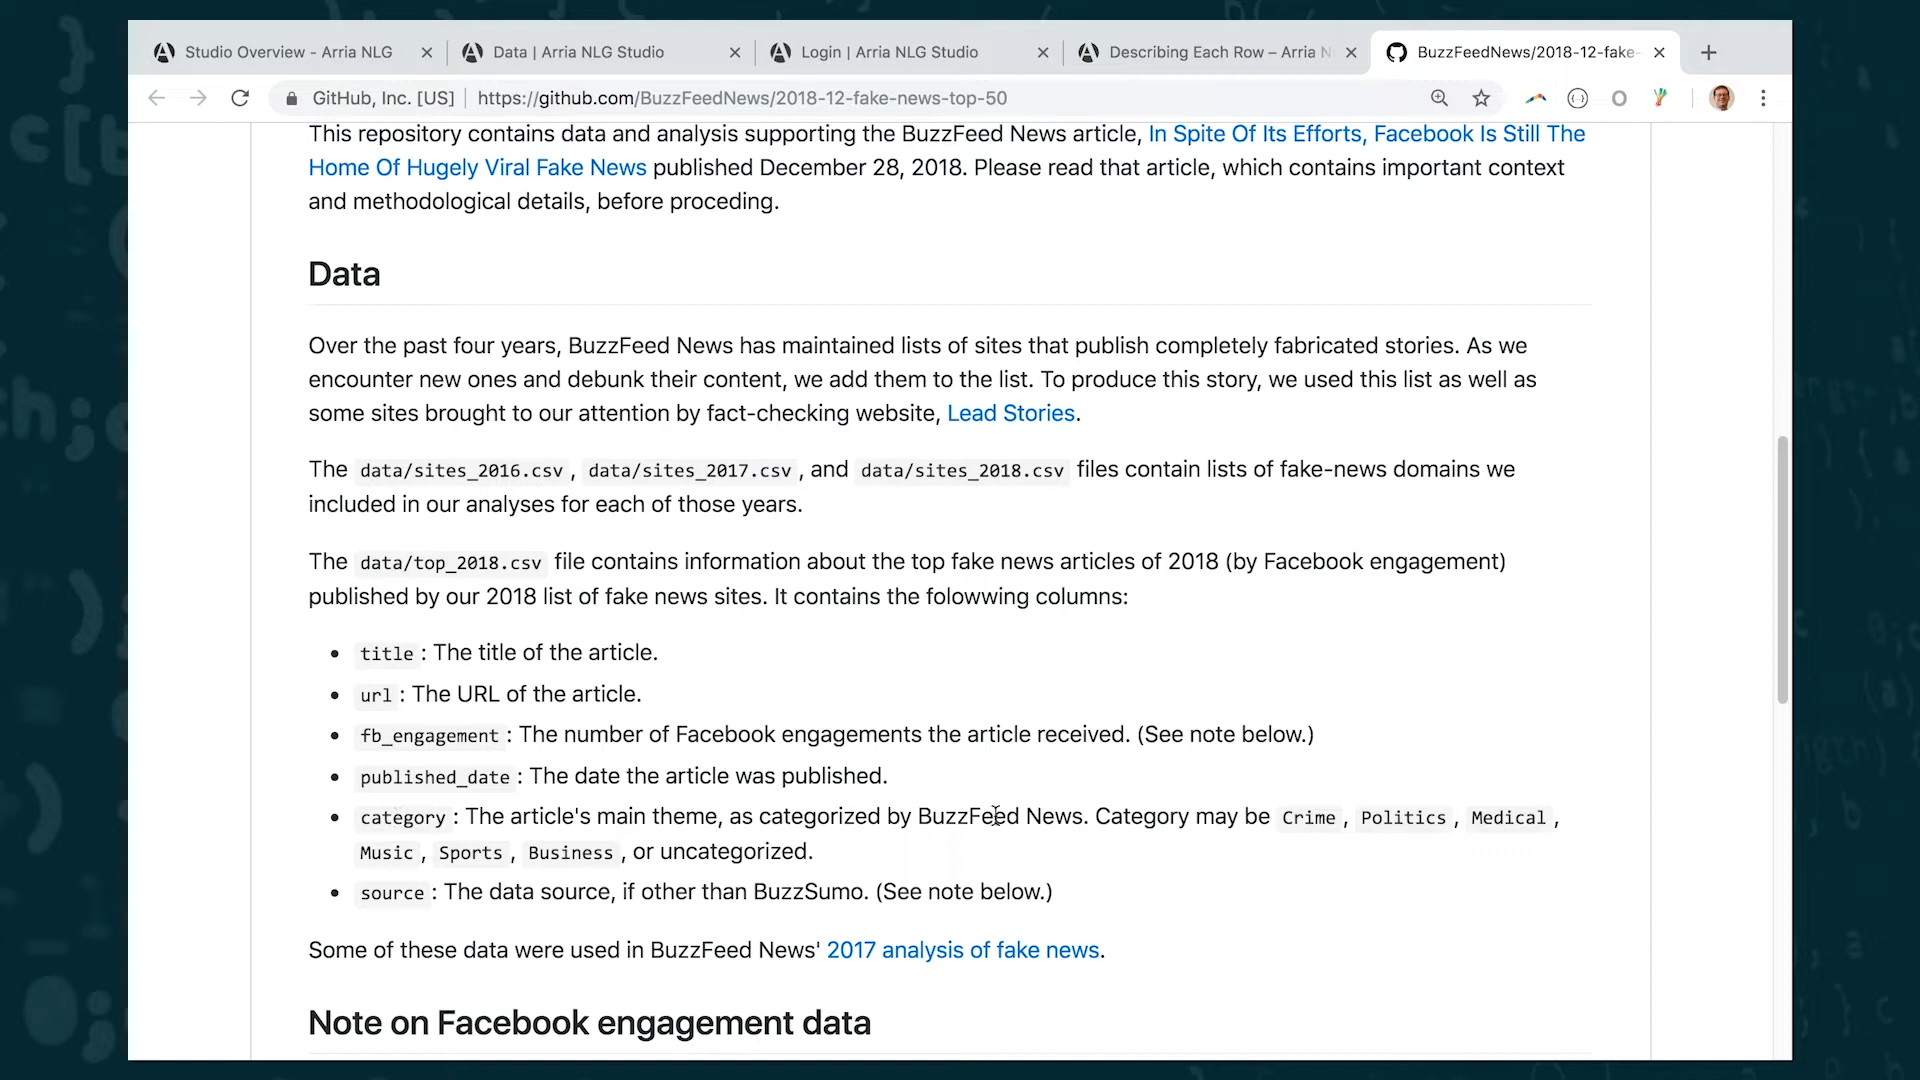 Studio Overview - Arria NLG
Data | Arria NLG Studio
Login | Arria NLG Studio
Describing Each Row – Arria N
BuzzFeedNews/2018-12-fake-
GitHub, Inc. [US] | https://github.com/BuzzFeedNews/2018-12-fake-news-top-50
This repository contains data and analysis supporting the BuzzFeed News article, In Spite Of Its Efforts, Facebook Is Still The
Home Of Hugely Viral Fake News published December 28, 2018. Please read that article, which contains important context
and methodological details, before proceding.
Data
Over the past four years, BuzzFeed News has maintained lists of sites that publish completely fabricated stories. As we
encounter new ones and debunk their content, we add them to the list. To produce this story, we used this list as well as
some sites brought to our attention by fact-checking website, Lead Stories.
The data/sites_2016.csv, data/sites_2017.csv, and data/sites_2018.csv files contain lists of fake-news domains we
included in our analyses for each of those years.
The data/top_2018.csv file contains information about the top fake news articles of 2018 (by Facebook engagement)
published by our 2018 list of fake news sites. It contains the folowwing columns:
• title: The title of the article.
• url: The URL of the article.
• fb_engagement: The number of Facebook engagements the article received. (See note below.)
• published_date: The date the article was published.
• category: The article's main theme, as categorized by BuzzFeed News. Category may be Crime, Politics, Medical,
Music, Sports, Business, or uncategorized.
• source: The data source, if other than BuzzSumo. (See note below.)
Some of these data were used in BuzzFeed News' 2017 analysis of fake news.
Note on Facebook engagement data